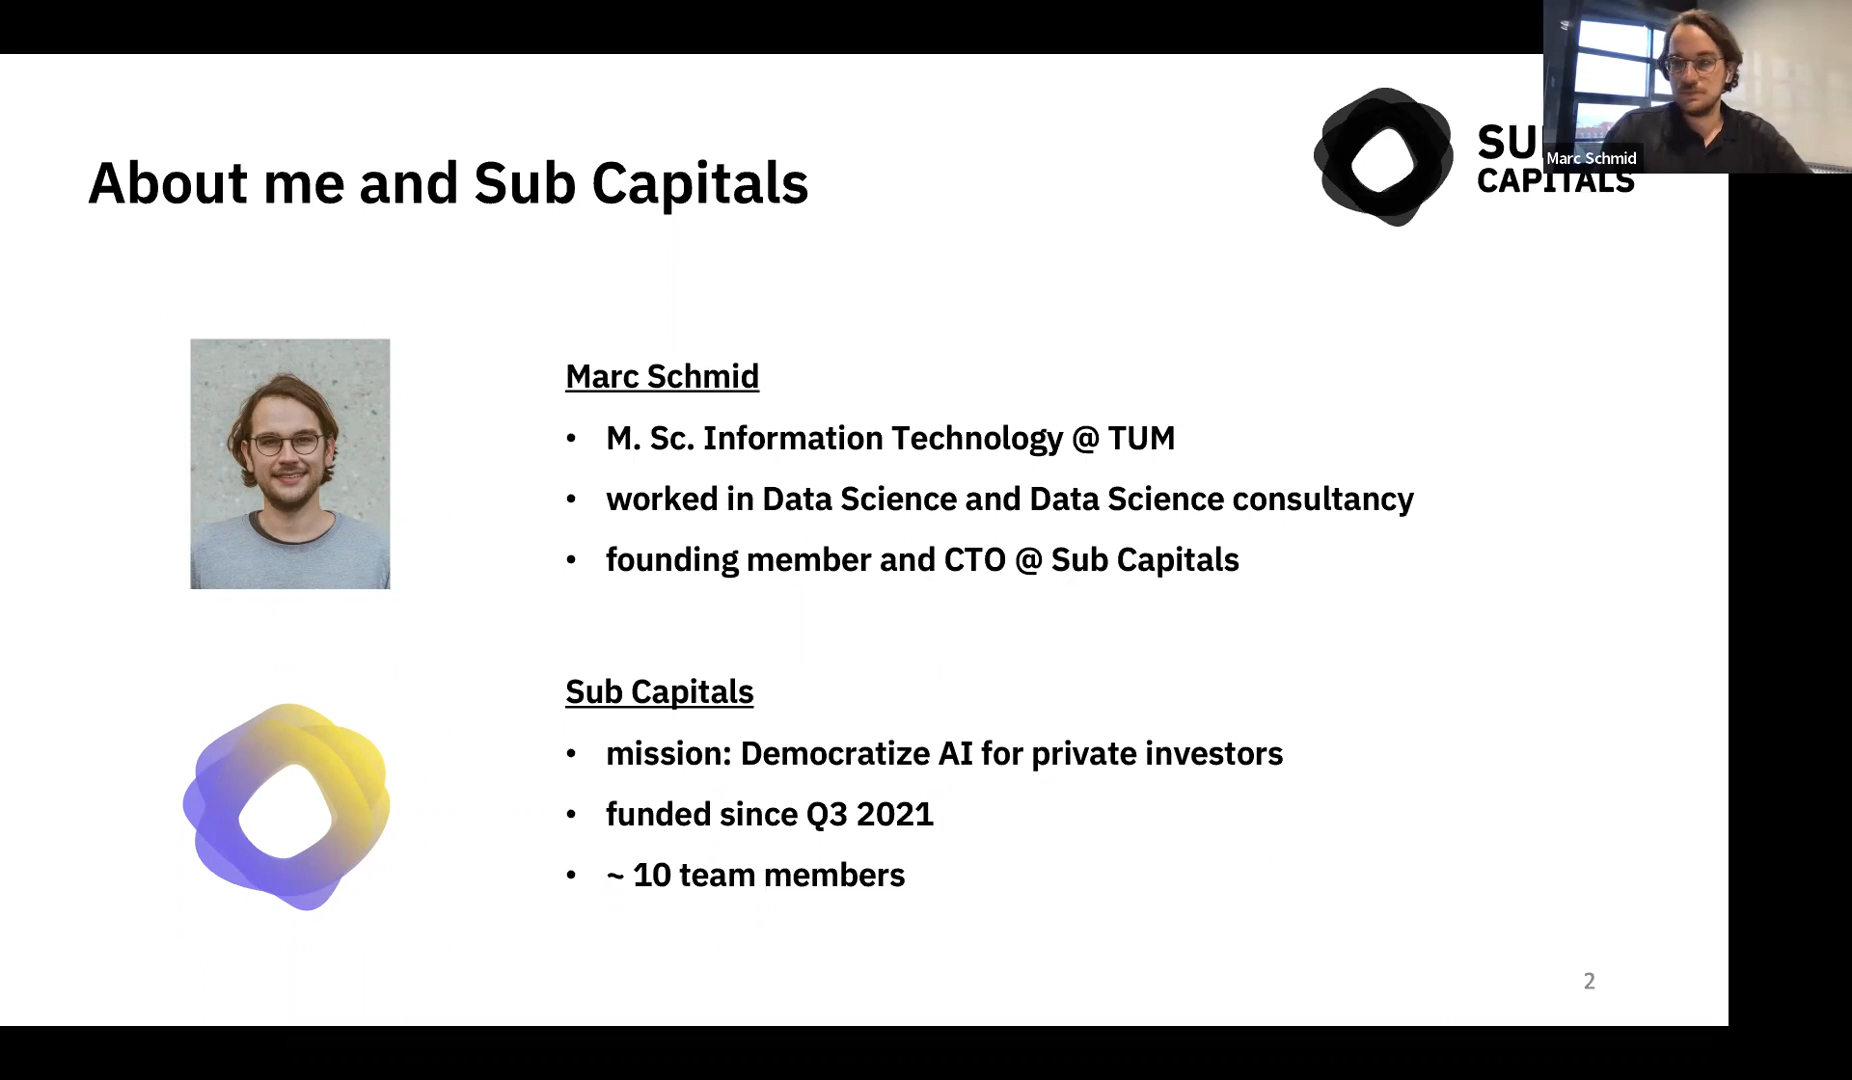 About me and Sub Capitals
SU
CAPITALS
Marc Schmid
Marc Schmid
• M. Sc. Information Technology @ TUM
• worked in Data Science and Data Science consultancy
• founding member and CTO @ Sub Capitals
Sub Capitals
• mission: Democratize AI for private investors
• funded since Q3 2021
• ~ 10 team members
2